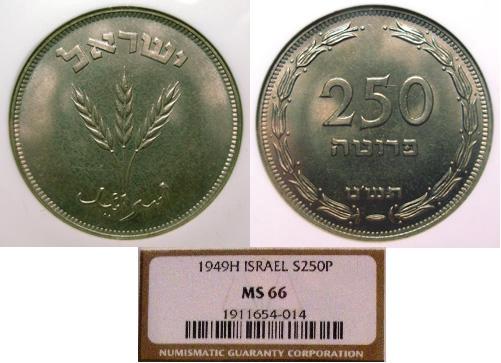 ישראל
اسرائيل
250
פרוטה
תש"ט
1949H ISRAEL S250P
MS 66
1911654-014
NUMISMATIC GUARANTY CORPORATION